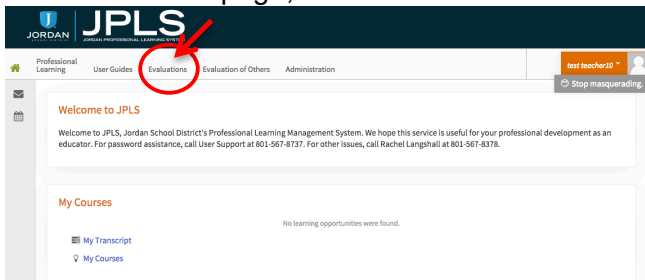 JORDAN
SCHOOL DISTRICT
JPLS
JORDAN PROFESSIONAL LEARNING SYSTEM
Professional Learning
User Guides
Evaluations
Evaluation of Others
Administration
test teacher10
Stop masquerading.
Welcome to JPLS
Welcome to JPLS, Jordan School District's Professional Learning Management System. We hope this service is useful for your professional development as an
educator. For password assistance, call User Support at 801-567-8737. For other issues, call Rachel Langshall at 801-567-8378.
My Courses
No learning opportunities were found.
My Transcript
My Courses